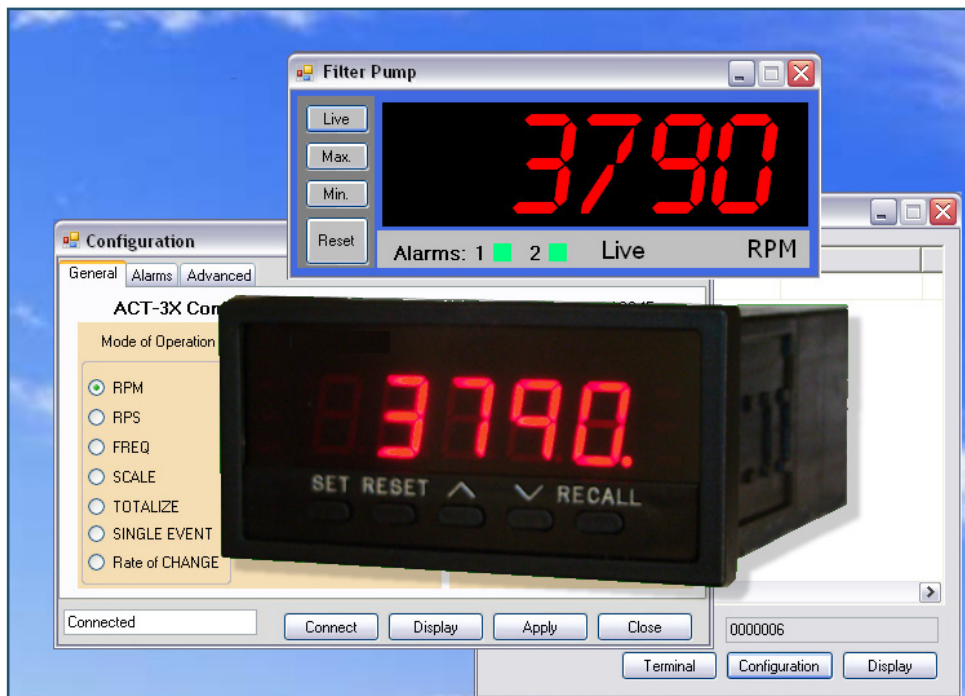 Filter Pump
Live
Max.
Min.
Reset
3790
Alarms: 1 2 Live RPM
Configuration
General Alarms Advanced
ACT-3X
Mode of Operation
RPM
RPS
FREQ
SCALE
TOTALIZE
SINGLE EVENT
Rate of CHANGE
3790.
SET RESET RECALL
Connected
Connect Display Apply Close
0000006
Terminal Configuration Display